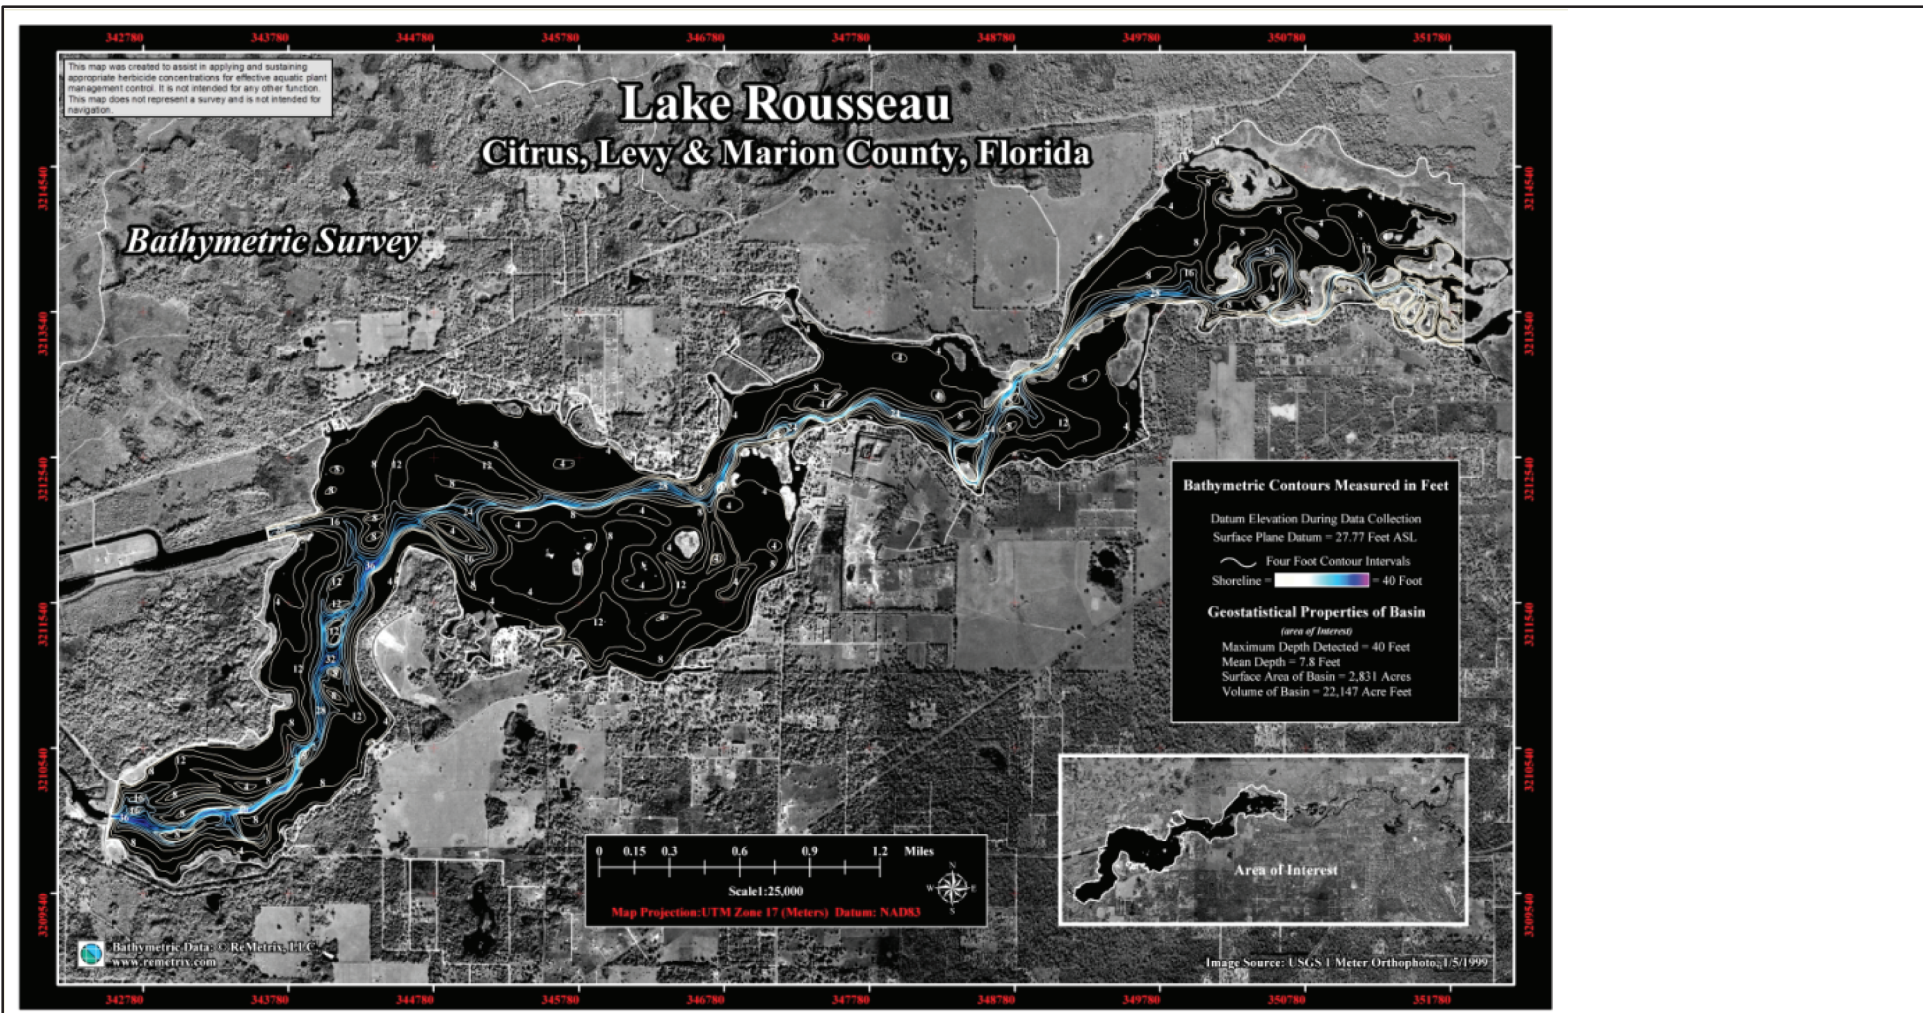 342780 343780 344780 345780 346780 347780 348780 349780 350780 351780
This map was created to assist in applying and sustaining
appropriate herbicide concentrations for effective aquatic plant
management control. It is not intended for any other function.
This map does not represent a survey and is not intended for
navigation.
Lake Rousseau
Citrus, Levy & Marion County, Florida
Bathymetric Survey
3214540
3213540
3212540
3211540
3210540
3209540
3214540
3213540
3212540
3211540
3210540
3209540
Bathymetric Contours Measured in Feet
Datum Elevation During Data Collection
Surface Plane Datum = 27.77 Feet ASL
Four Foot Contour Intervals
Shoreline = = 40 Foot
Geostatistical Properties of Basin
(area of Interest)
Maximum Depth Detected = 40 Feet
Mean Depth = 7.8 Feet
Surface Area of Basin = 2,831 Acres
Volume of Basin = 22,147 Acre Feet
Area of Interest
0 0.15 0.3 0.6 0.9 1.2 Miles
Scale1:25,000
Map Projection:UTM Zone 17 (Meters) Datum: NAD83
N
W E
S
Bathymetric Data: © ReMetrix, LLC
www.remetrix.com
Image Source: USGS 1 Meter Orthophoto, 1/5/1999
342780 343780 344780 345780 346780 347780 348780 349780 350780 351780